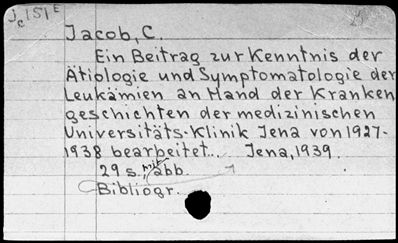 Jc |S| E
Jacob, C.
Ein Beitrag zur Kenntnis der
Ätiologie und Symptomatologie der
Leukämien an Hand der Kranken
geschichten der medizinischen
Universitäts-Klinik Jena von 1927-
1938 bearbeitet... Jena, 1939.
29 s. mit abb.
Bibliogr.